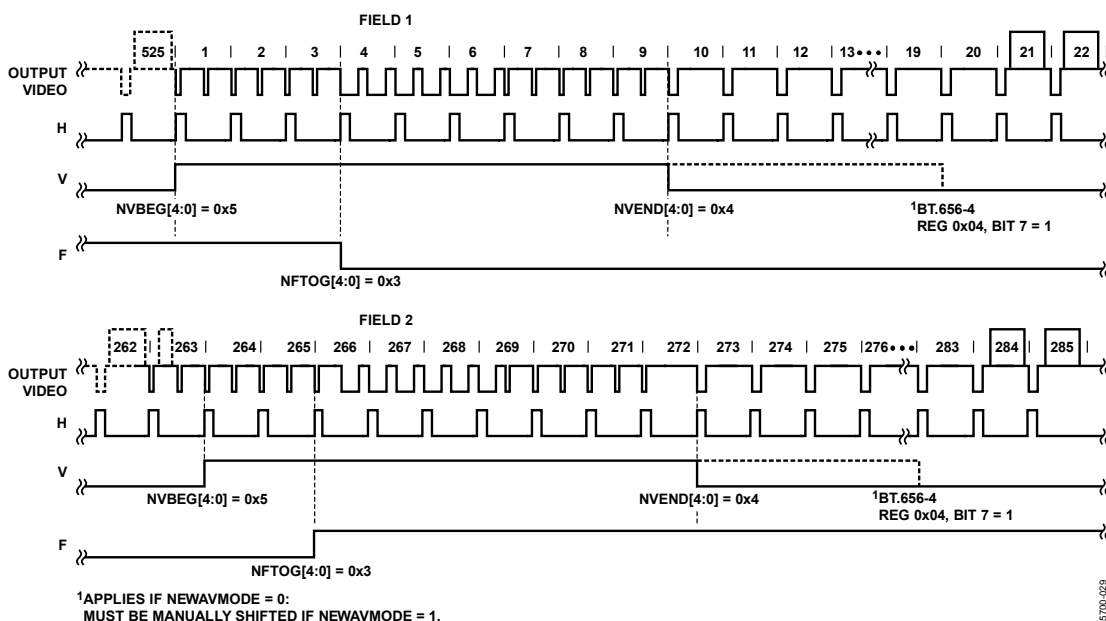 FIELD 1
525 1 2 3 4 5 6 7 8 9 10 11 12 13••• 19 20 21 22
OUTPUT
VIDEO
H
V
NVBEG[4:0] = 0x5
NVEND[4:0] = 0x4
1BT.656-4
REG 0x04, BIT 7 = 1
F
NFTOG[4:0] = 0x3
FIELD 2
262 263 264 265 266 267 268 269 270 271 272 273 274 275 276••• 283 284 285
OUTPUT
VIDEO
H
V
NVBEG[4:0] = 0x5
NVEND[4:0] = 0x4
1BT.656-4
REG 0x04, BIT 7 = 1
F
NFTOG[4:0] = 0x3
1APPLIES IF NEWAVMODE = 0:
MUST BE MANUALLY SHIFTED IF NEWAVMODE = 1.
5700-029